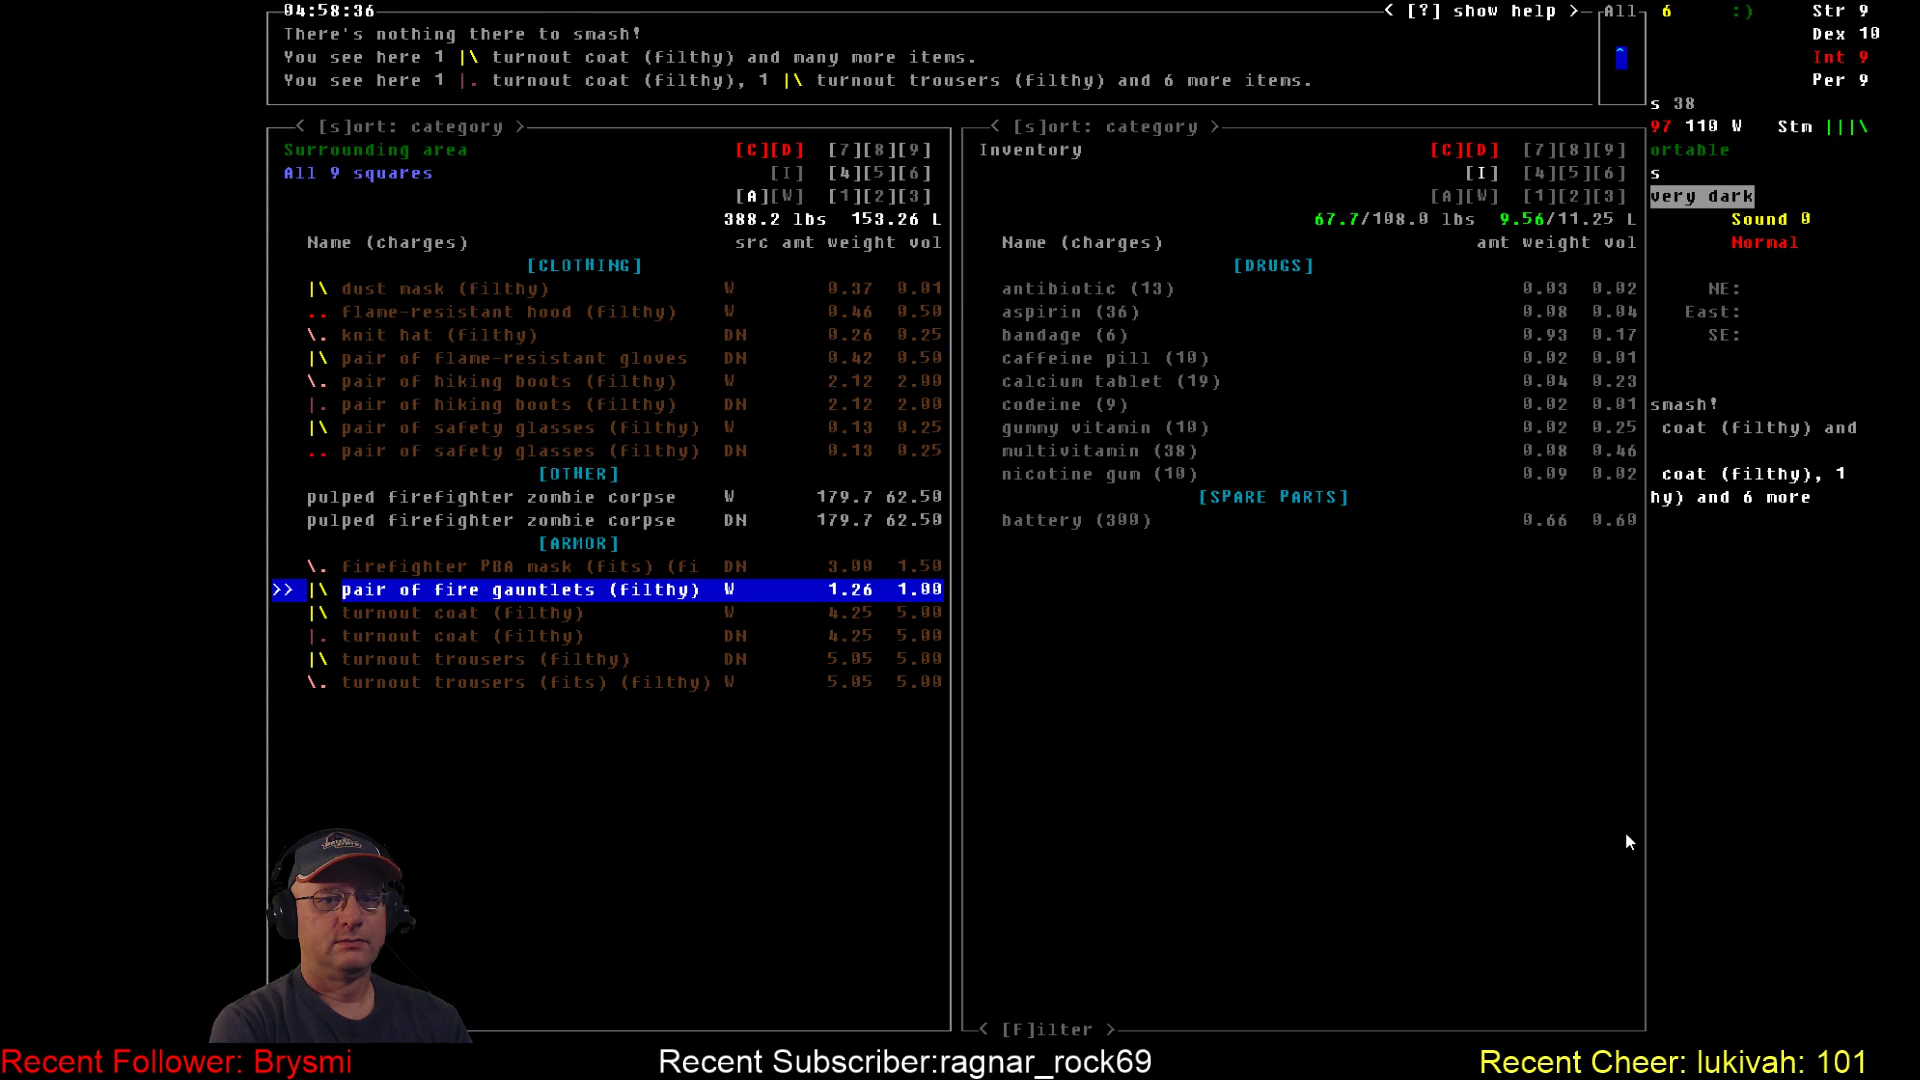 04:58:36
< [?] show help >
There's nothing there to smash!
You see here 1 |\ turnout coat (filthy) and many more items.
You see here 1 |. turnout coat (filthy), 1 |\ turnout trousers (filthy) and 6 more items.
All
^
6 :) Str 9
Dex 10
Int 9
Per 9
s 38
97 110 W Stm |||\
ortable
s
very dark
Sound 0
Normal
NE:
East:
SE:
smash!
coat (filthy) and
coat (filthy), 1
hy) and 6 more
< [s]ort: category >
Surrounding area [C][D] [7][8][9]
All 9 squares [I] [4][5][6]
[A][W] [1][2][3]
388.2 lbs 153.26 L
Name (charges) src amt weight vol
[CLOTHING]
|\ dust mask (filthy) W 0.37 0.01
.. flame-resistant hood (filthy) W 0.46 0.50
\. knit hat (filthy) DN 0.26 0.25
|\ pair of flame-resistant gloves DN 0.42 0.50
\. pair of hiking boots (filthy) W 2.12 2.00
|. pair of hiking boots (filthy) DN 2.12 2.00
|\ pair of safety glasses (filthy) W 0.13 0.25
.. pair of safety glasses (filthy) DN 0.13 0.25
[OTHER]
pulped firefighter zombie corpse W 179.7 62.50
pulped firefighter zombie corpse DN 179.7 62.50
[ARMOR]
\. firefighter PBA mask (fits) (fi DN 3.00 1.50
>> |\ pair of fire gauntlets (filthy) W 1.26 1.00
|\ turnout coat (filthy) W 4.25 5.00
|. turnout coat (filthy) DN 4.25 5.00
|\ turnout trousers (filthy) DN 5.05 5.00
\. turnout trousers (fits) (filthy) W 5.05 5.00
< [s]ort: category >
Inventory [C][D] [7][8][9]
[I] [4][5][6]
[A][W] [1][2][3]
67.7/108.0 lbs 9.56/11.25 L
Name (charges) amt weight vol
[DRUGS]
antibiotic (13) 0.03 0.02
aspirin (36) 0.08 0.04
bandage (6) 0.93 0.17
caffeine pill (10) 0.02 0.01
calcium tablet (19) 0.04 0.23
codeine (9) 0.02 0.01
gummy vitamin (10) 0.02 0.25
multivitamin (38) 0.08 0.46
nicotine gum (10) 0.09 0.02
[SPARE PARTS]
battery (300) 0.66 0.60
< [F]ilter >
Recent Follower: Brysmi
Recent Subscriber:ragnar_rock69
Recent Cheer: lukivah: 101